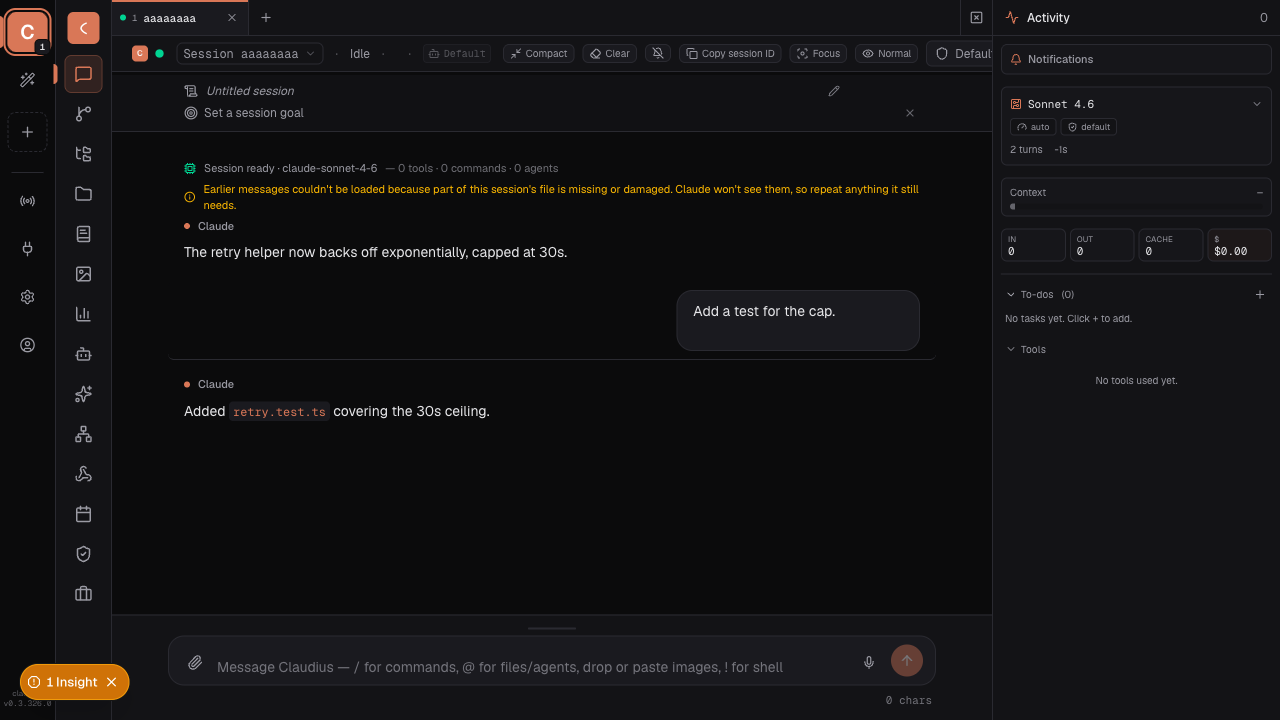 C
1
1 aaaaaaaa
Session aaaaaaaa
· Idle · ·
Default
Compact
Clear
Copy session ID
Focus
Normal
Defaul
Untitled session
Set a session goal
Session ready · claude-sonnet-4-6 — 0 tools · 0 commands · 0 agents
Earlier messages couldn't be loaded because part of this session's file is missing or damaged. Claude won't see them, so repeat anything it still
needs.
Claude
The retry helper now backs off exponentially, capped at 30s.
Add a test for the cap.
Claude
Added retry.test.ts covering the 30s ceiling.
Message Claudius — / for commands, @ for files/agents, drop or paste images, ! for shell
0 chars
1 Insight
v0.3.326.0
Activity 0
Notifications
Sonnet 4.6
auto
default
2 turns -1s
Context –
IN
0
OUT
0
CACHE
0
$
$0.00
To-dos (0)
No tasks yet. Click + to add.
Tools
No tools used yet.